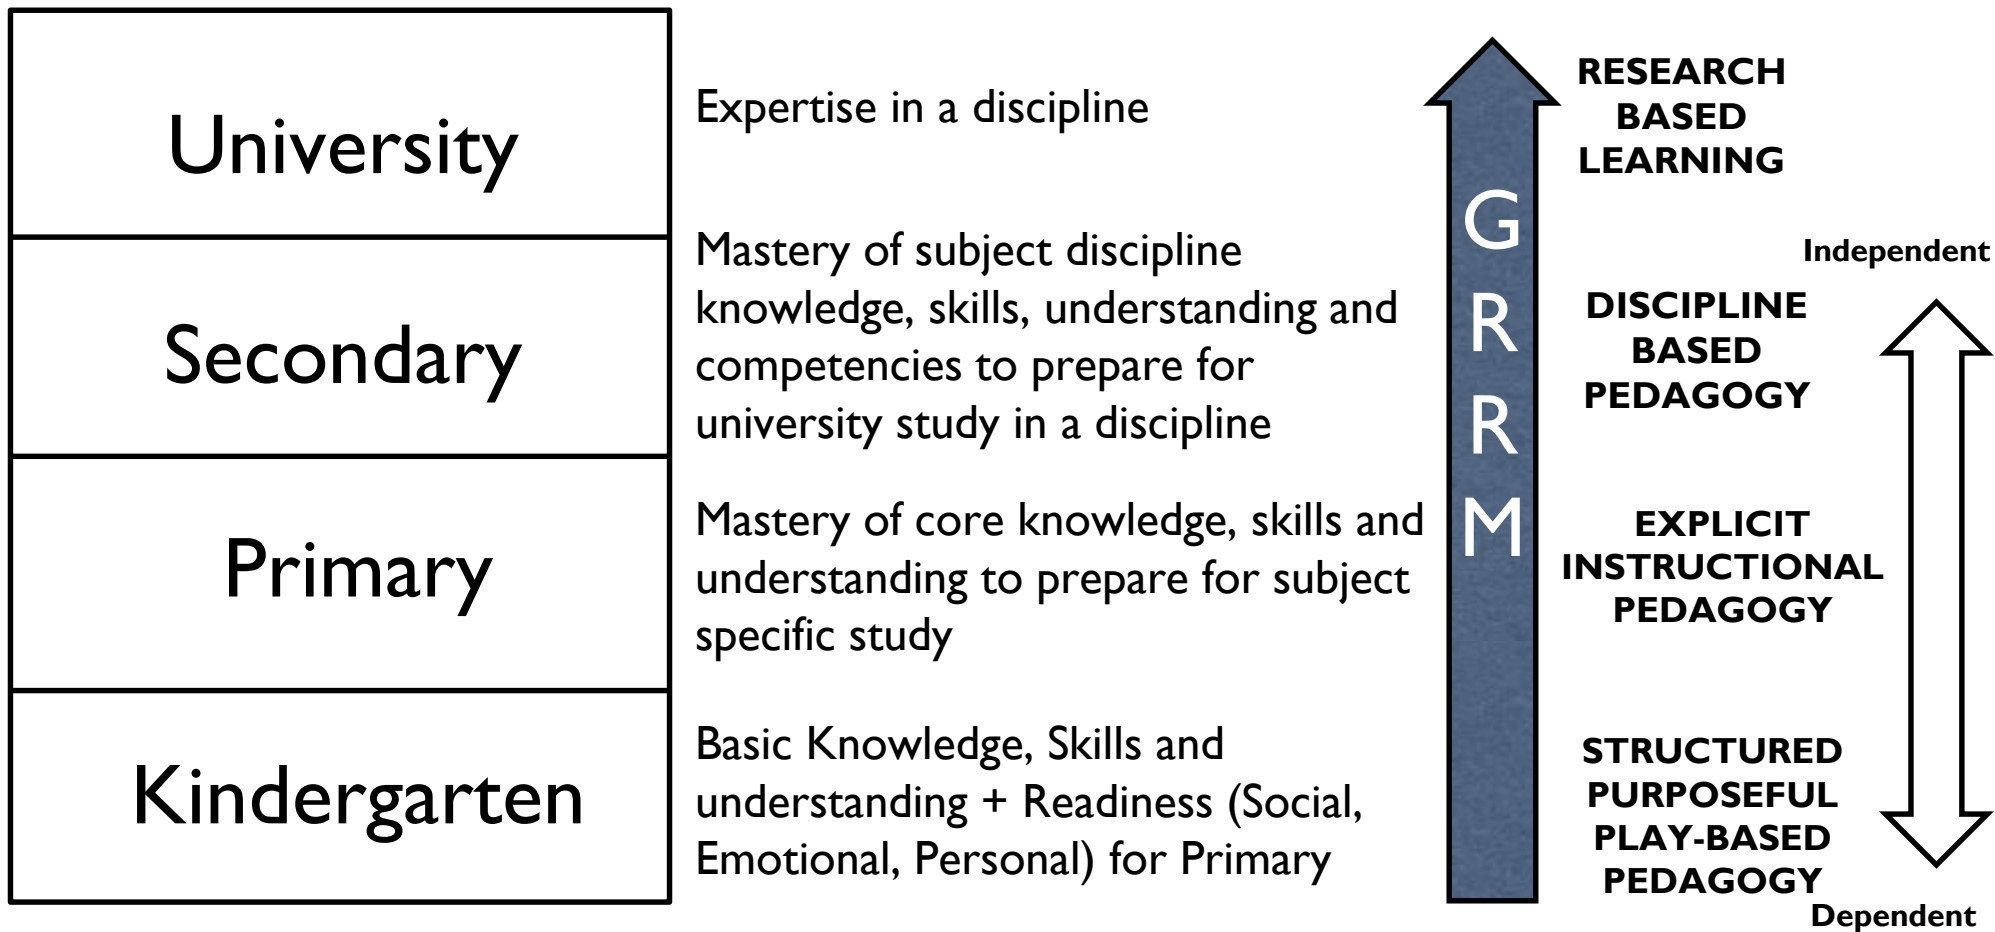 University
Expertise in a discipline
RESEARCH
BASED
LEARNING
Secondary
Mastery of subject discipline
knowledge, skills, understanding and
competencies to prepare for
university study in a discipline
DISCIPLINE
BASED
PEDAGOGY
Primary
Mastery of core knowledge, skills and
understanding to prepare for subject
specific study
EXPLICIT
INSTRUCTIONAL
PEDAGOGY
Kindergarten
Basic Knowledge, Skills and
understanding + Readiness (Social,
Emotional, Personal) for Primary
STRUCTURED
PURPOSEFUL
PLAY-BASED
PEDAGOGY
G
R
R
M
Independent
Dependent